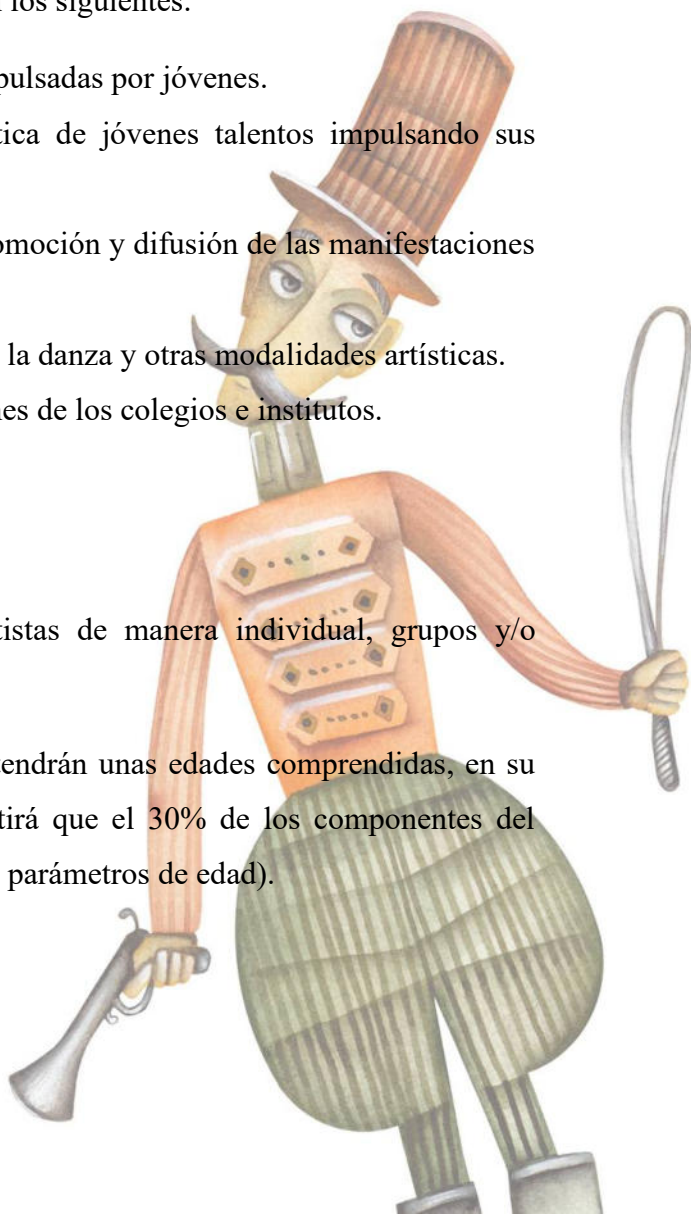 los siguientes.
pulsadas por jóvenes.
tica de jóvenes talentos impulsando sus
omoción y difusión de las manifestaciones
la danza y otras modalidades artísticas.
nes de los colegios e institutos.
tistas de manera individual, grupos y/o
tendrán unas edades comprendidas, en su
tirá que el 30% de los componentes del
parámetros de edad).